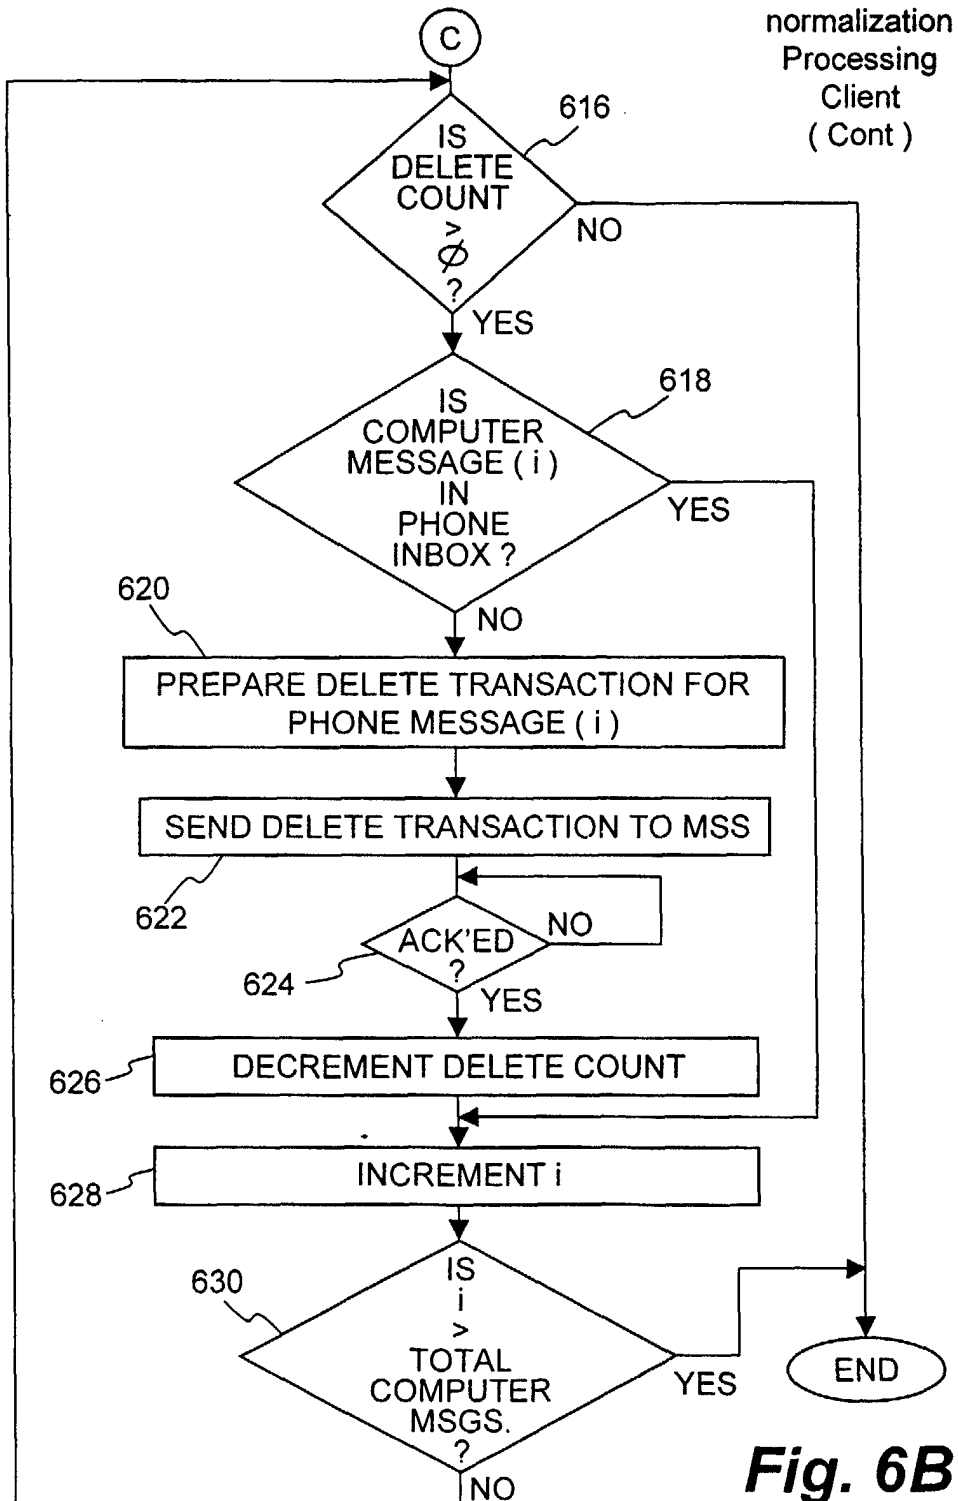 C
normalization
Processing
Client
( Cont )
616
IS
DELETE
COUNT
>
∅
?
NO
YES
618
IS
COMPUTER
MESSAGE ( i )
IN
PHONE
INBOX ?
YES
NO
620
PREPARE DELETE TRANSACTION FOR
PHONE MESSAGE ( i )
SEND DELETE TRANSACTION TO MSS
622
ACK'ED
?
NO
624
YES
626
DECREMENT DELETE COUNT
628
INCREMENT i
630
IS
i
>
TOTAL
COMPUTER
MSGS.
?
YES
END
NO
Fig. 6B